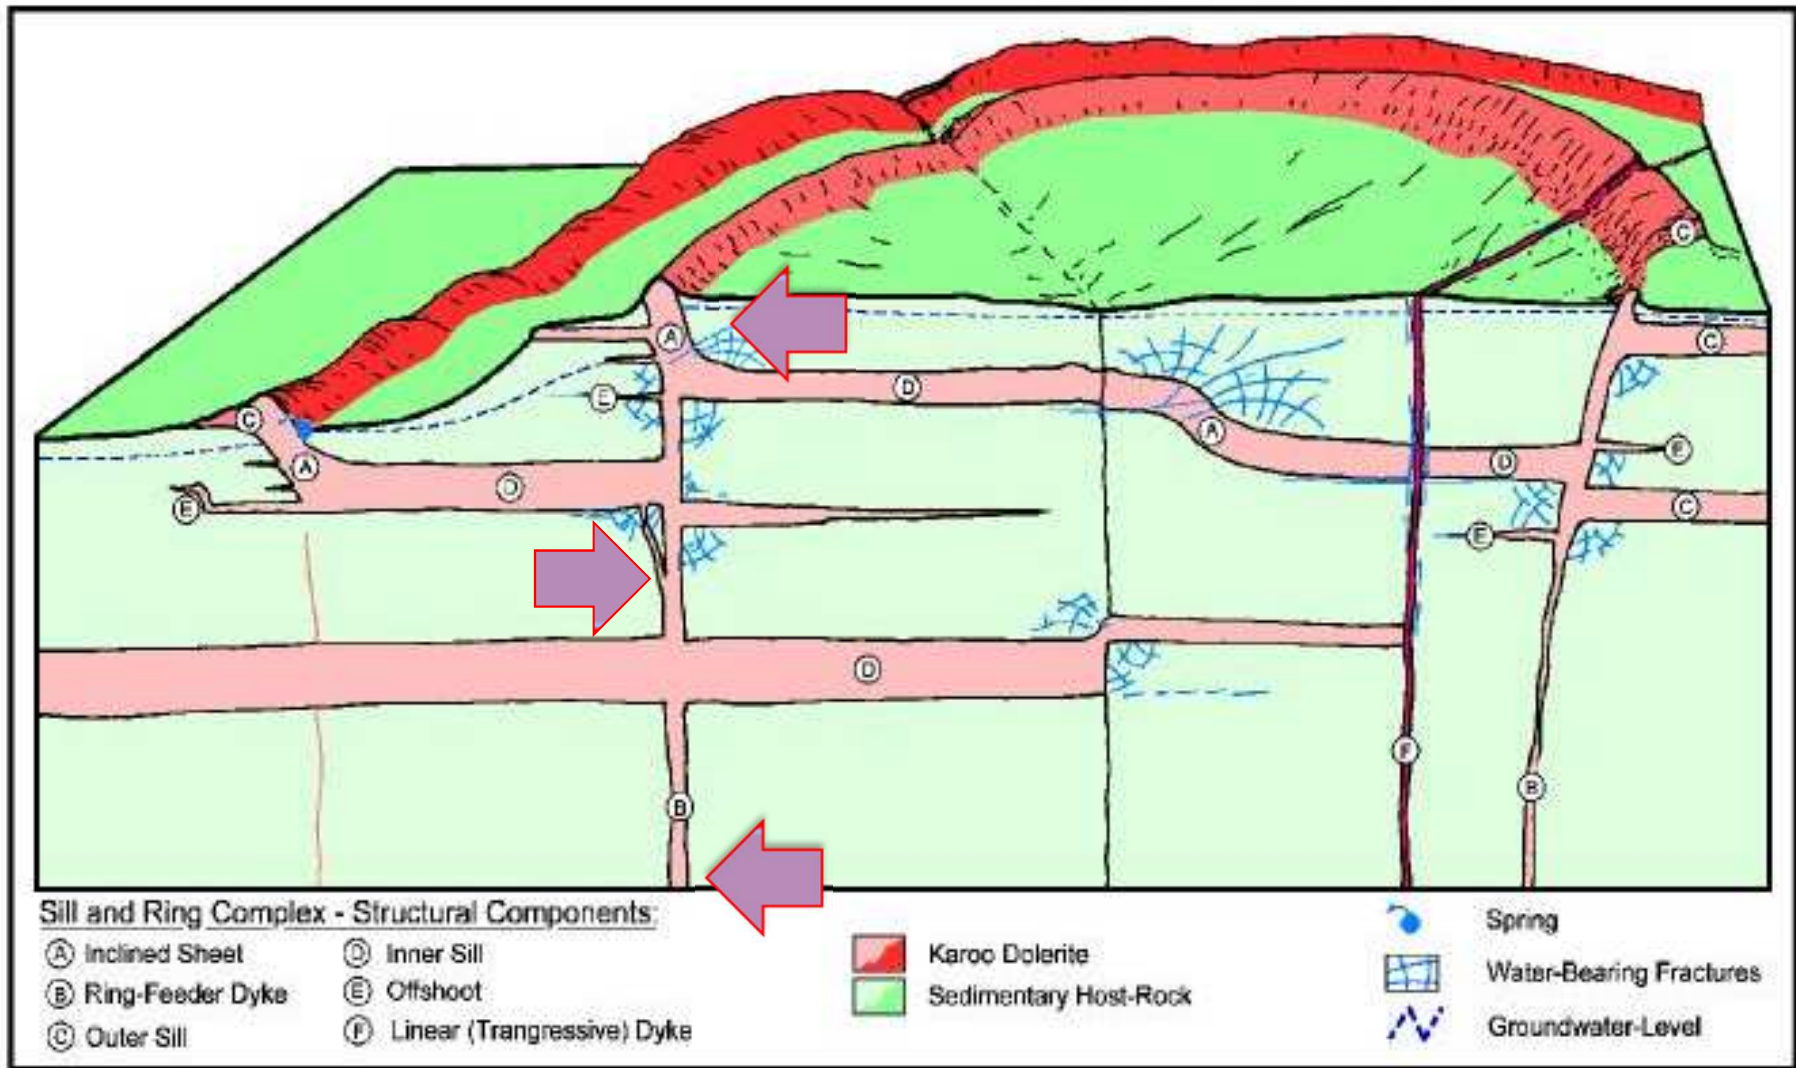 C
C
A
A
C
E
D
C
A
E
D
D
E
C
E
D
F
B
B
Sill and Ring Complex - Structural Components:
A Inclined Sheet
B Ring-Feeder Dyke
C Outer Sill
D Inner Sill
E Offshoot
F Linear (Trangressive) Dyke
Karoo Dolerite
Sedimentary Host-Rock
Spring
Water-Bearing Fractures
Groundwater-Level